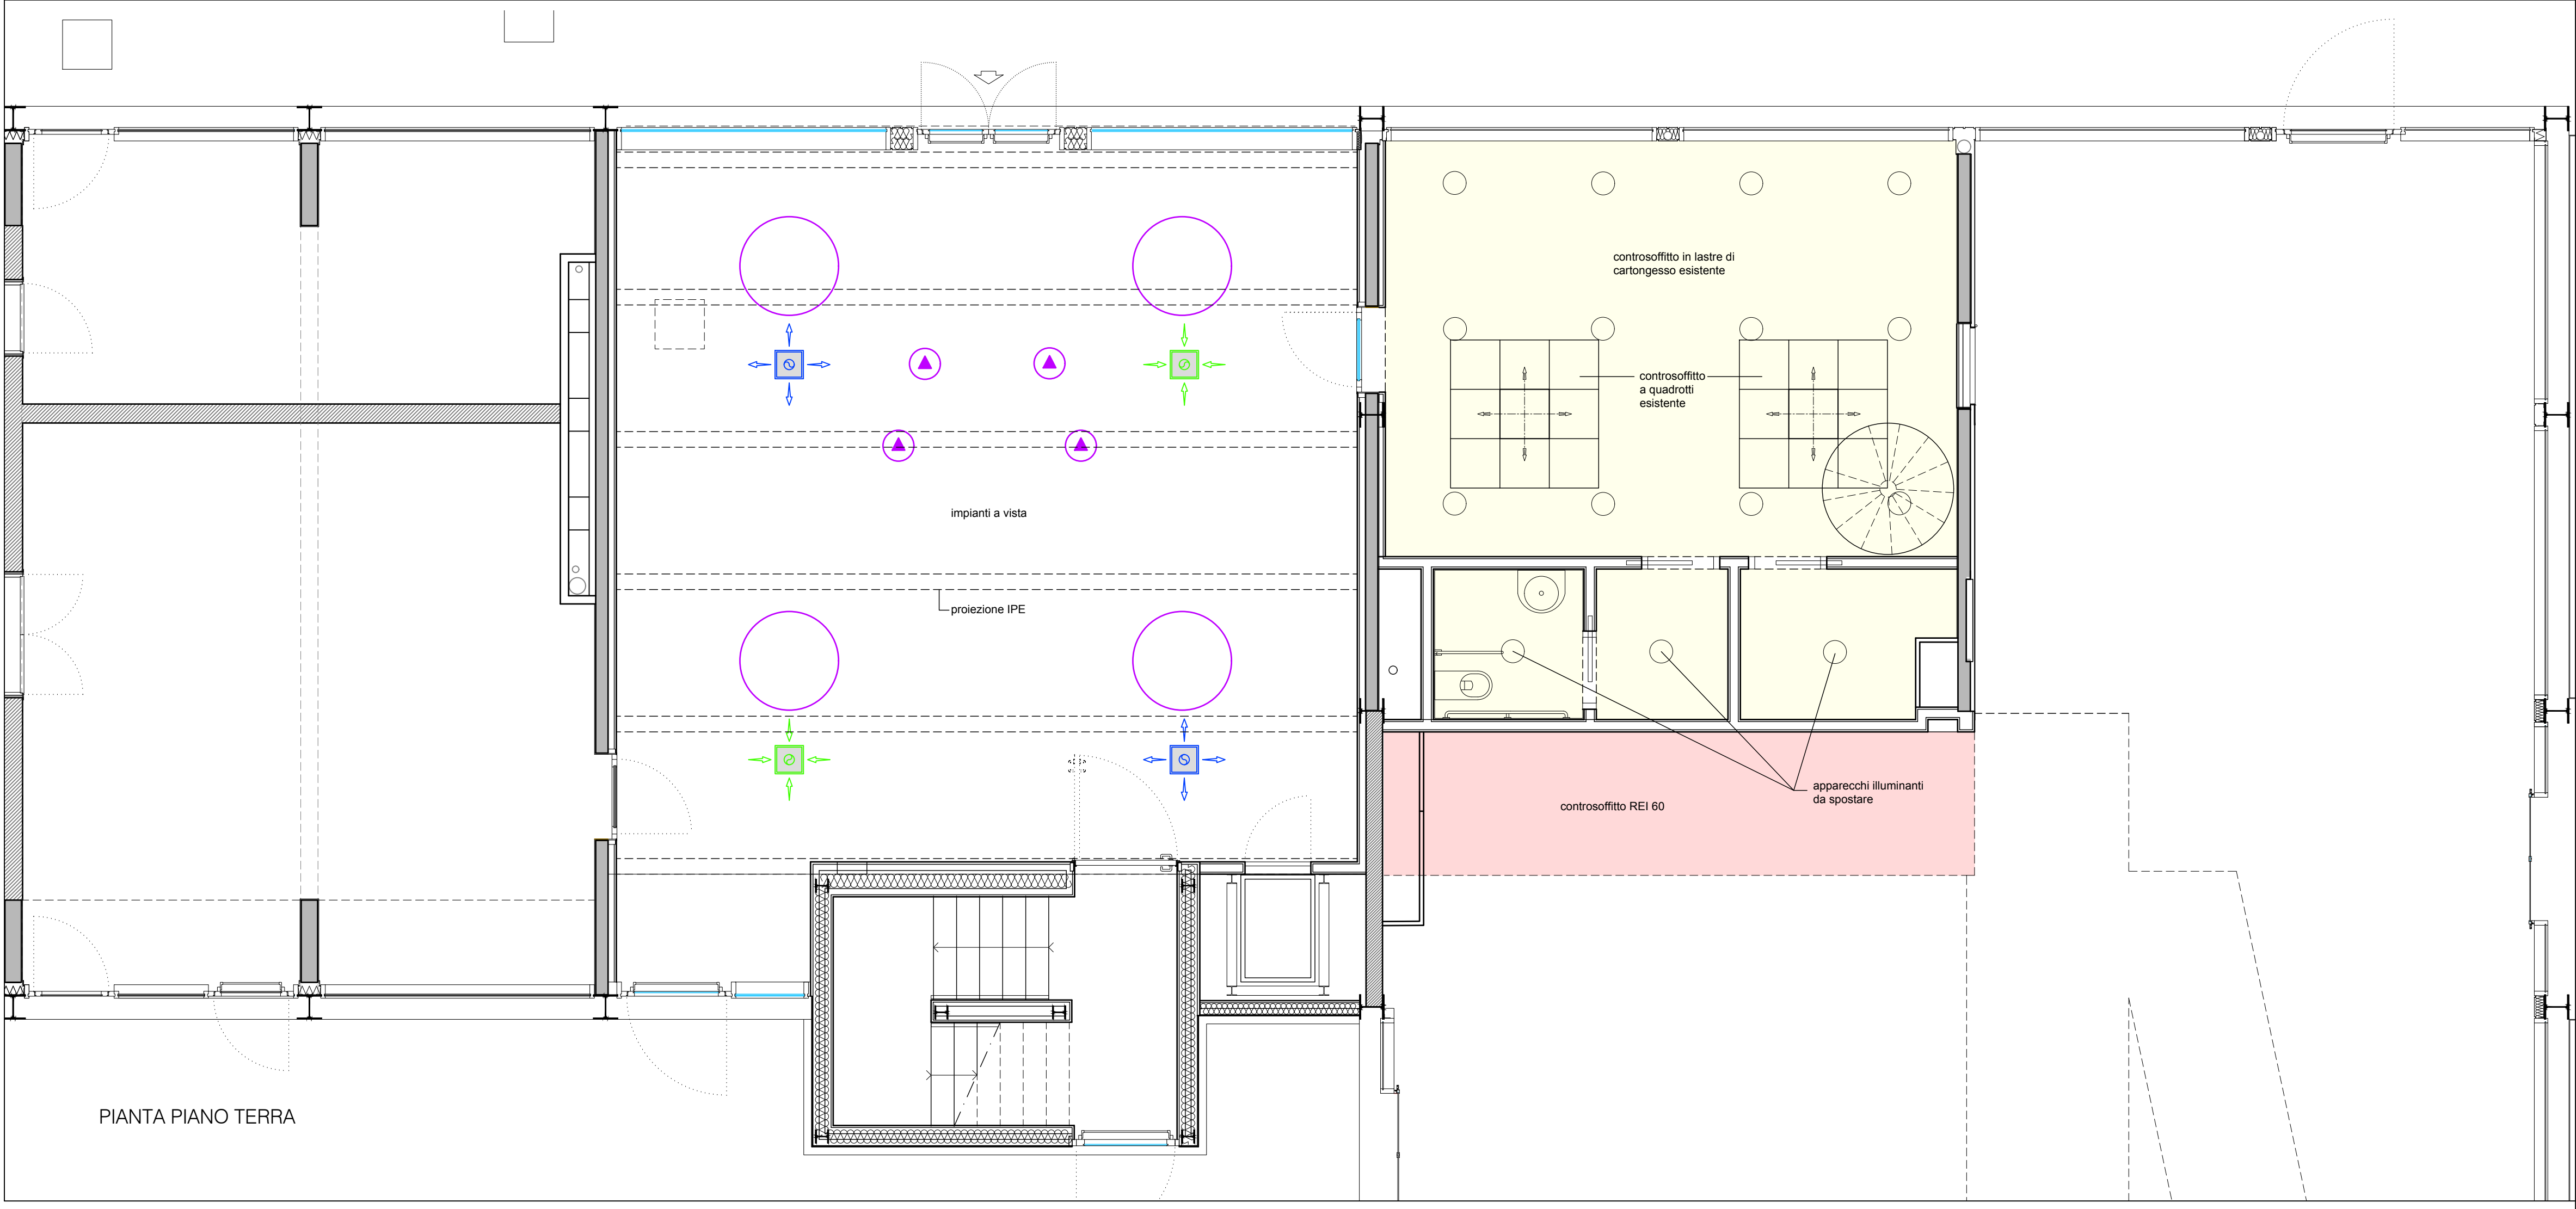 controsoffitto in lastre di
cartongesso esistente
controsoffitto
a quadrotti
esistente
impianti a vista
proiezione IPE
apparecchi illuminanti
da spostare
controsoffitto REI 60
PIANTA PIANO TERRA